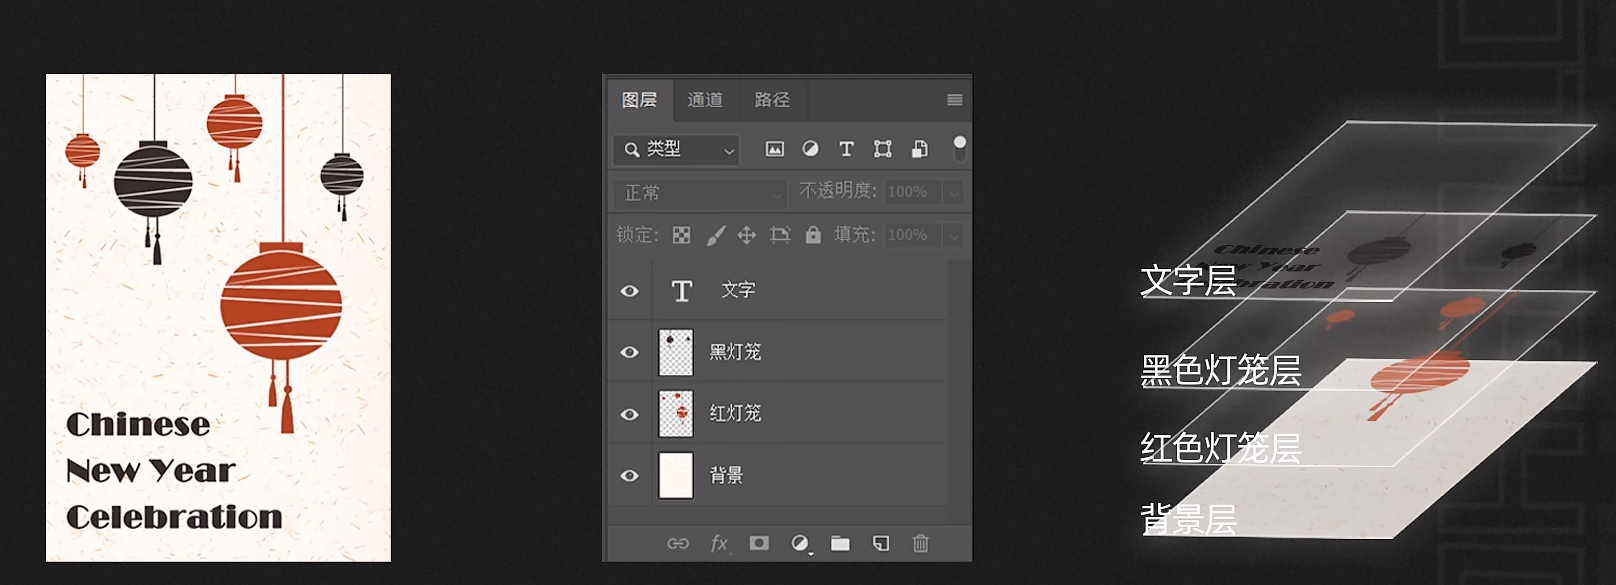 Chinese
New Year
Celebration
图层 通道 路径
类型
正常 不透明度: 100%
锁定: 填充: 100%
T 文字
黑灯笼
红灯笼
背景
fx
Chinese
New Year
Celebration
文字层
黑色灯笼层
红色灯笼层
背景层